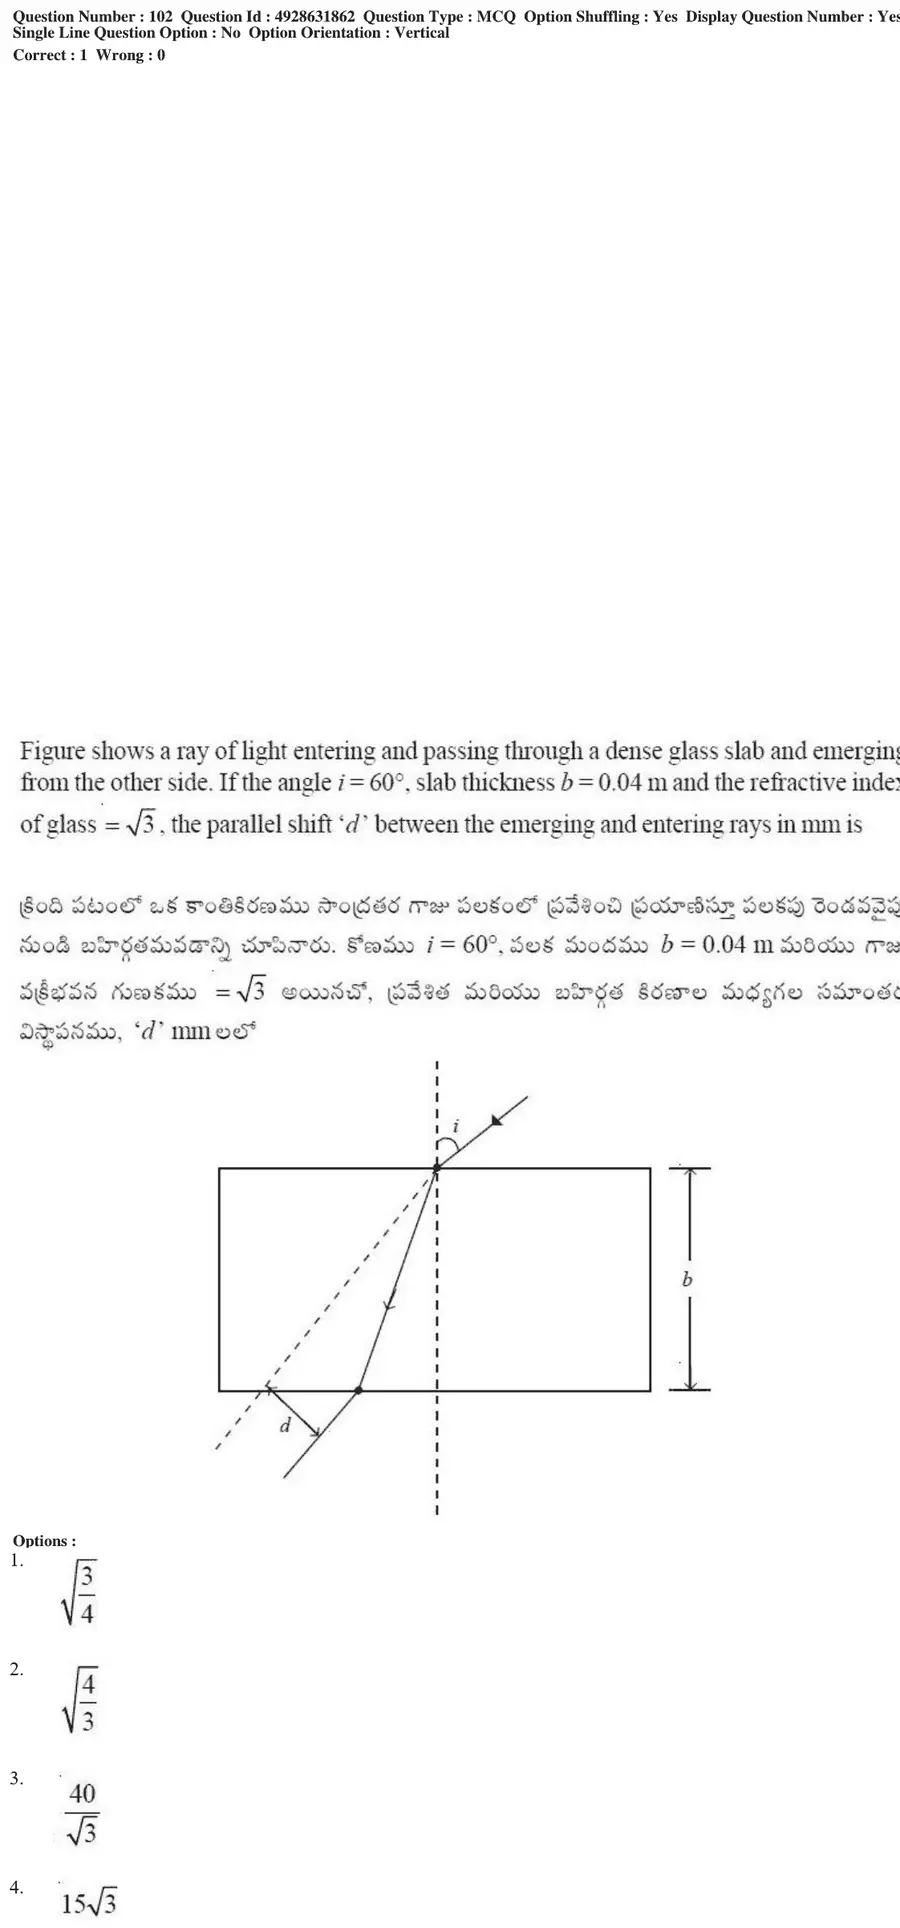 Question Number : 102 Question Id : 4928631862 Question Type : MCQ Option Shuffling : Yes Display Question Number : Yes
Single Line Question Option : No Option Orientation : Vertical
Correct : 1 Wrong : 0
Figure shows a ray of light entering and passing through a dense glass slab and emerging
from the other side. If the angle i = 60°, slab thickness b = 0.04 m and the refractive inde
of glass = √3, the parallel shift ‘d’ between the emerging and entering rays in mm is
క్రింది పటంలో ఒక కాంతికిరణము సాంద్రతర గాజు పలకంలో ప్రవేశించి ప్రయాణిస్తూ పలకపు రెండవవైపు
నుండి బహిర్గతమవడాన్ని చూపినారు. కోణము i = 60°, పలక మందము b = 0.04 m మరియు గాజ
వక్రీభవన గుణకము = √3 అయినచో, ప్రవేశిత మరియు బహిర్గత కిరణాల మధ్యగల సమాంతర
విస్థాపనము, ‘d’ mm లలో
i
b
d
Options :
1. √(3/4)
2. √(4/3)
3. 40/√3
4. 15√3